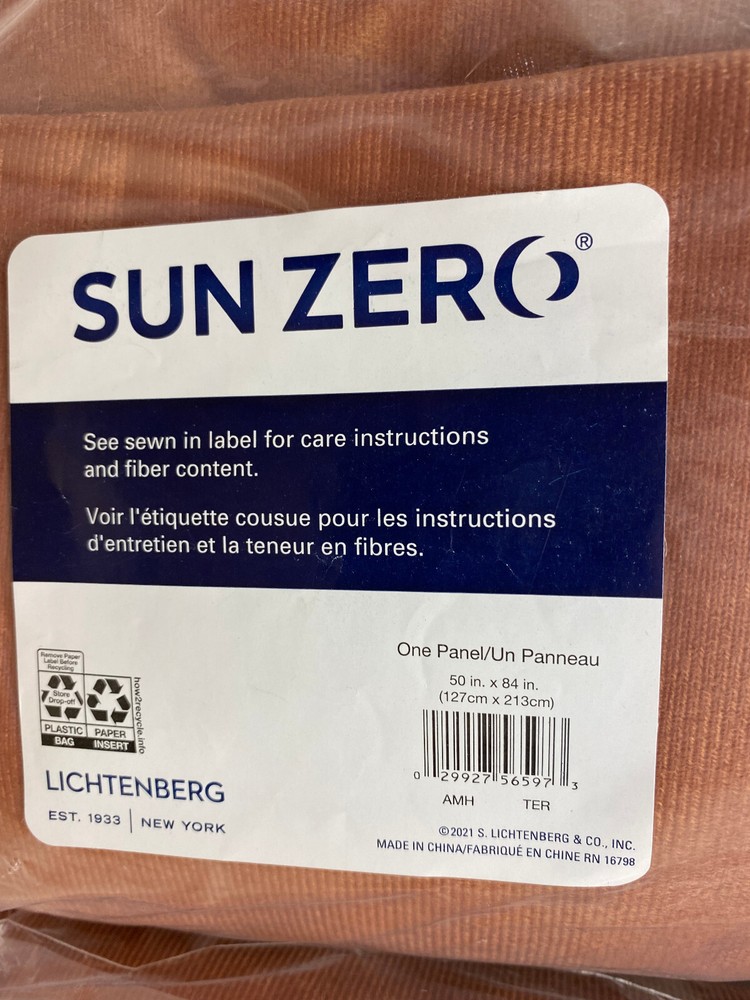 SUN ZERO®
See sewn in label for care instructions
and fiber content.
Voir l'étiquette cousue pour les instructions
d'entretien et la teneur en fibres.
One Panel/Un Panneau
50 in. x 84 in.
(127cm x 213cm)
0 29927 56597 3
AMH TER
Remove Paper
Label Before
Recycling
Store
Drop-off
PLASTIC
BAG
PAPER
INSERT
how2recycle.info
LICHTENBERG
EST. 1933 | NEW YORK
©2021 S. LICHTENBERG & CO., INC.
MADE IN CHINA/FABRIQUÉ EN CHINE RN 16798